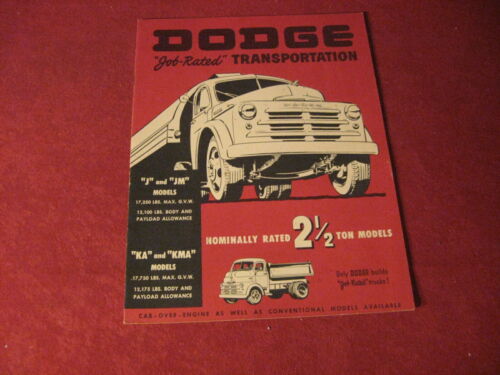 DODGE
"Job-Rated" TRANSPORTATION
"J" and "JM"
MODELS
17,250 LBS. MAX. G.V.W.
12,100 LBS. BODY AND
PAYLOAD ALLOWANCE
NOMINALLY RATED 2½ TON MODELS
"KA" and "KMA"
MODELS
17,750 LBS. MAX. G.V.W.
12,175 LBS. BODY AND
PAYLOAD ALLOWANCE
Only DODGE builds
"Job-Rated" trucks!
CAB-OVER-ENGINE AS WELL AS CONVENTIONAL MODELS AVAILABLE